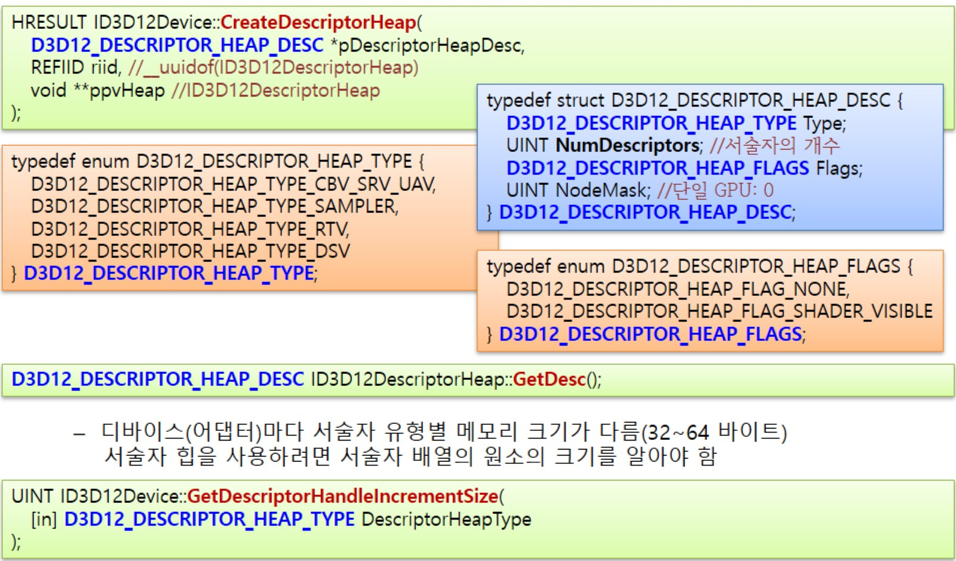 HRESULT ID3D12Device::CreateDescriptorHeap(
D3D12_DESCRIPTOR_HEAP_DESC *pDescriptorHeapDesc,
REFIID riid, //__uuidof(ID3D12DescriptorHeap)
void **ppvHeap //ID3D12DescriptorHeap
);
typedef struct D3D12_DESCRIPTOR_HEAP_DESC {
D3D12_DESCRIPTOR_HEAP_TYPE Type;
UINT NumDescriptors; //서술자의 개수
D3D12_DESCRIPTOR_HEAP_FLAGS Flags;
UINT NodeMask; //단일 GPU: 0
} D3D12_DESCRIPTOR_HEAP_DESC;
typedef enum D3D12_DESCRIPTOR_HEAP_TYPE {
D3D12_DESCRIPTOR_HEAP_TYPE_CBV_SRV_UAV,
D3D12_DESCRIPTOR_HEAP_TYPE_SAMPLER,
D3D12_DESCRIPTOR_HEAP_TYPE_RTV,
D3D12_DESCRIPTOR_HEAP_TYPE_DSV
} D3D12_DESCRIPTOR_HEAP_TYPE;
typedef enum D3D12_DESCRIPTOR_HEAP_FLAGS {
D3D12_DESCRIPTOR_HEAP_FLAG_NONE,
D3D12_DESCRIPTOR_HEAP_FLAG_SHADER_VISIBLE
} D3D12_DESCRIPTOR_HEAP_FLAGS;
D3D12_DESCRIPTOR_HEAP_DESC ID3D12DescriptorHeap::GetDesc();
– 디바이스(어댑터)마다 서술자 유형별 메모리 크기가 다름(32~64 바이트)
서술자 힙을 사용하려면 서술자 배열의 원소의 크기를 알아야 함
UINT ID3D12Device::GetDescriptorHandleIncrementSize(
[in] D3D12_DESCRIPTOR_HEAP_TYPE DescriptorHeapType
);